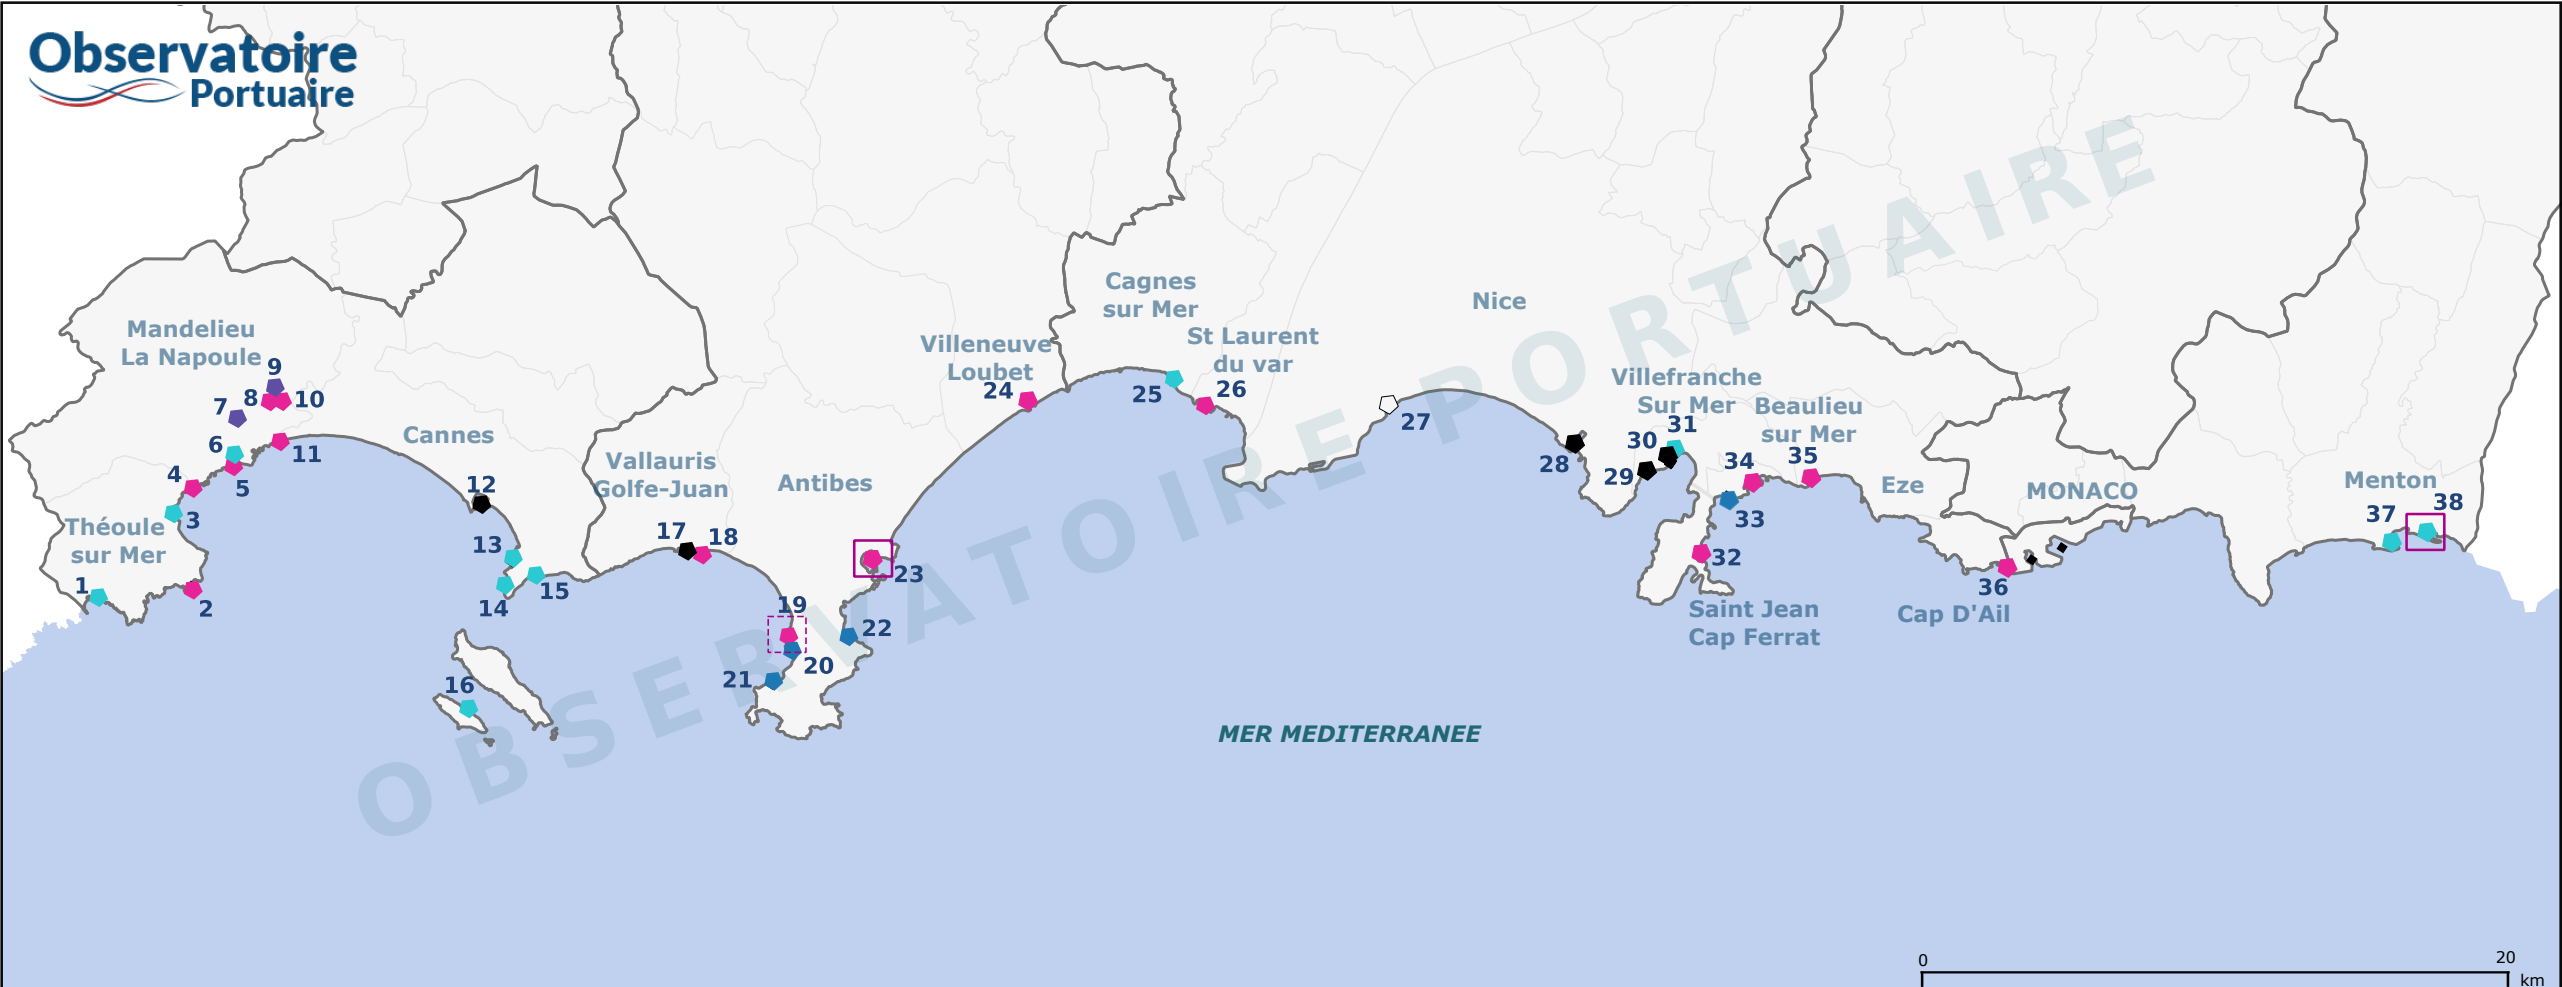 Observatoire
Portuaire
Mandelieu
La Napoule
9
8
10
7
6
11
4
5
3
Théoule
sur Mer
1
2
Cannes
12
13
14
15
16
Vallauris
Golfe-Juan
17
18
Antibes
19
20
21
22
23
Villeneuve
Loubet
24
Cagnes
sur Mer
25
St Laurent
du var
26
Nice
27
28
Villefranche
Sur Mer
29
30
31
Beaulieu
sur Mer
34
35
33
32
Saint Jean
Cap Ferrat
Eze
MONACO
36
Cap D'Ail
Menton
37
38
OBSERVATOIRE PORTUAIRE
MER MEDITERRANEE
0
20
km